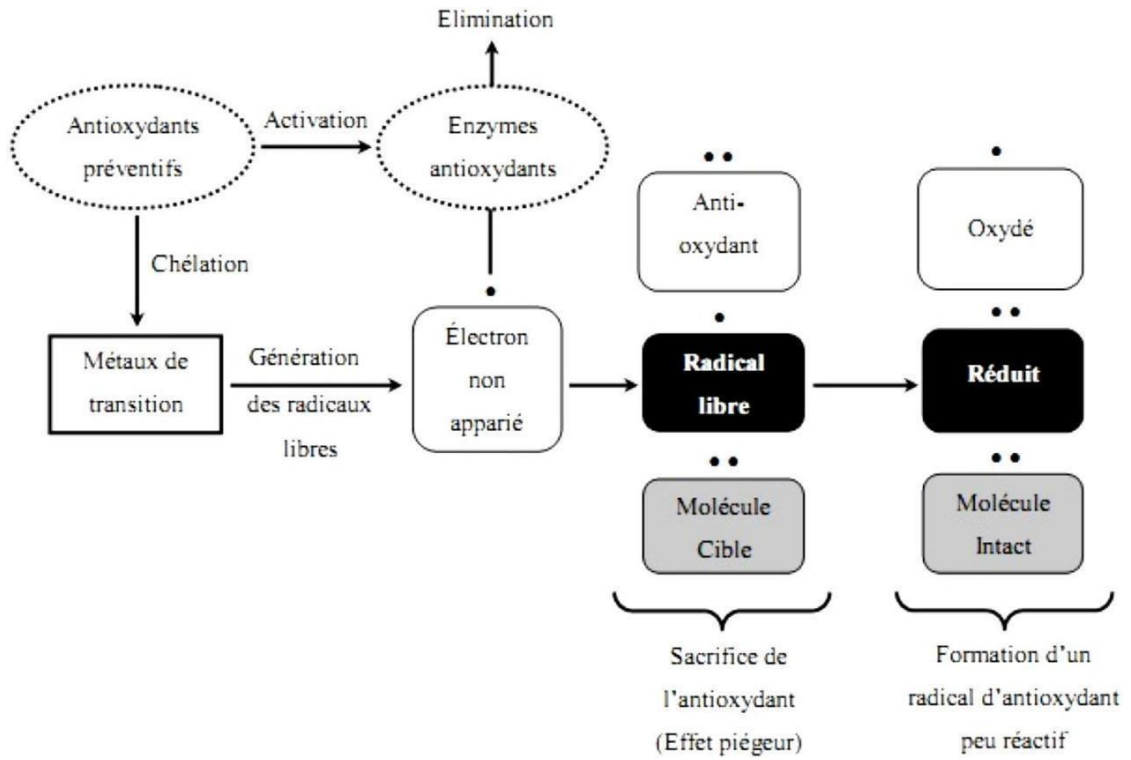 Elimination
Antioxydants
préventifs
Activation
Enzymes
antioxydants
Chélation
Métaux de
transition
Génération
des radicaux
libres
Électron
non
apparié
Anti-
oxydant
Radical
libre
Molécule
Cible
Oxydé
Réduit
Molécule
Intact
Sacrifice de
l’antioxydant
(Effet piégeur)
Formation d’un
radical d’antioxydant
peu réactif